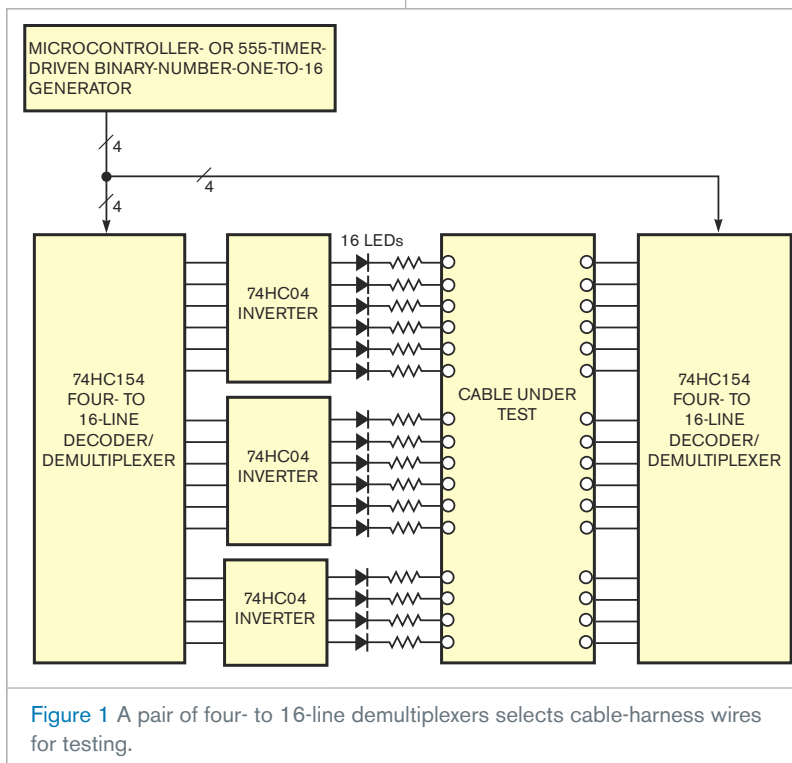 MICROCONTROLLER- OR 555-TIMER-
DRIVEN BINARY-NUMBER-ONE-TO-16
GENERATOR
4
4
4
16 LEDs
74HC04
INVERTER
74HC154
FOUR- TO
16-LINE
DECODER/
DEMULTIPLEXER
74HC04
INVERTER
74HC04
INVERTER
CABLE UNDER
TEST
74HC154
FOUR- TO
16-LINE
DECODER/
DEMULTIPLEXER
Figure 1 A pair of four- to 16-line demultiplexers selects cable-harness wires
for testing.